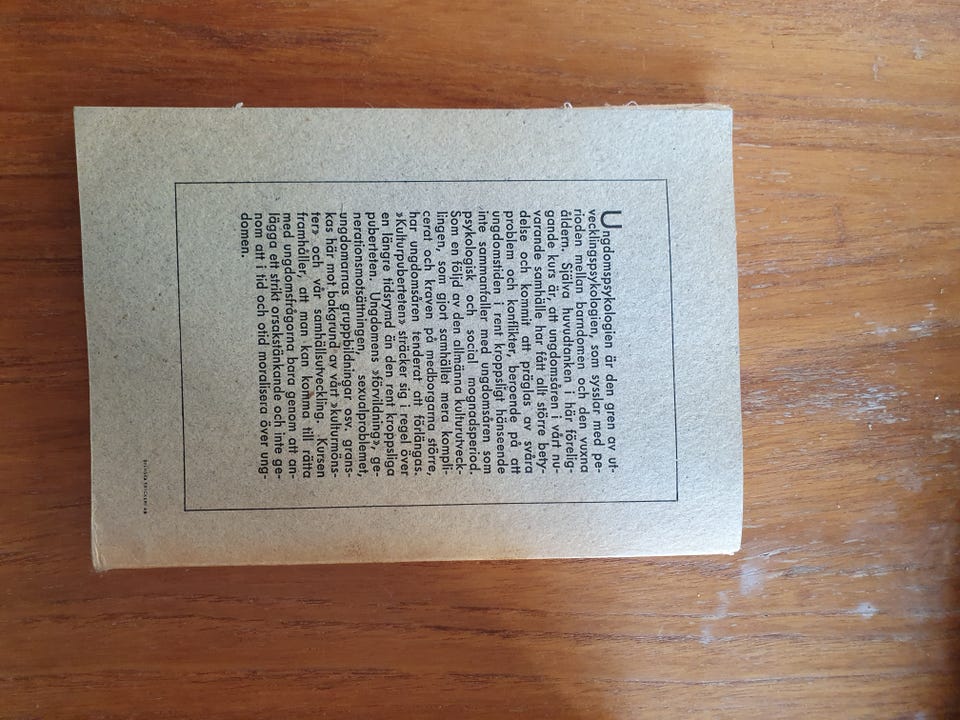 Ungdomspsykologien är den gren av ut-
vecklingspsykologien, som sysslar med pe-
rioden mellan barndomen och den vuxna
åldern. Själva huvudtanken i här förelig-
gande kurs är, att ungdomsåren i vårt nu-
varande samhälle har fått allt större bety-
delse och kommit att präglas av svåra
problem och konflikter, beroende på att
ungdomstiden i rent kroppsligt hänseende
inte sammanfaller med ungdomsåren som
psykologisk och social mognadsperiod.
Som en följd av den allmänna kulturutveck-
lingen, som gjort samhället mera kompli-
cerat och kraven på medborgarna större,
har ungdomsåren tenderat att förlängas.
»Kulturpuberteten» sträcker sig i regel över
en längre tidsrymd än den rent kroppsliga
puberteten. Ungdomens »förvildning», ge-
nerationsmotsättningen, sexualproblemet,
ungdomarnas gruppbildningar osv. grans-
kas här mot bakgrund av vårt »kulturmöns-
ter» och vår samhällsutveckling. Kursen
framhåller, att man kan komma till rätta
med ungdomsfrågorna bara genom att an-
lägga ett strikt orsakstänkande och inte ge-
nom att i tid och otid moralisera över ung-
domen.